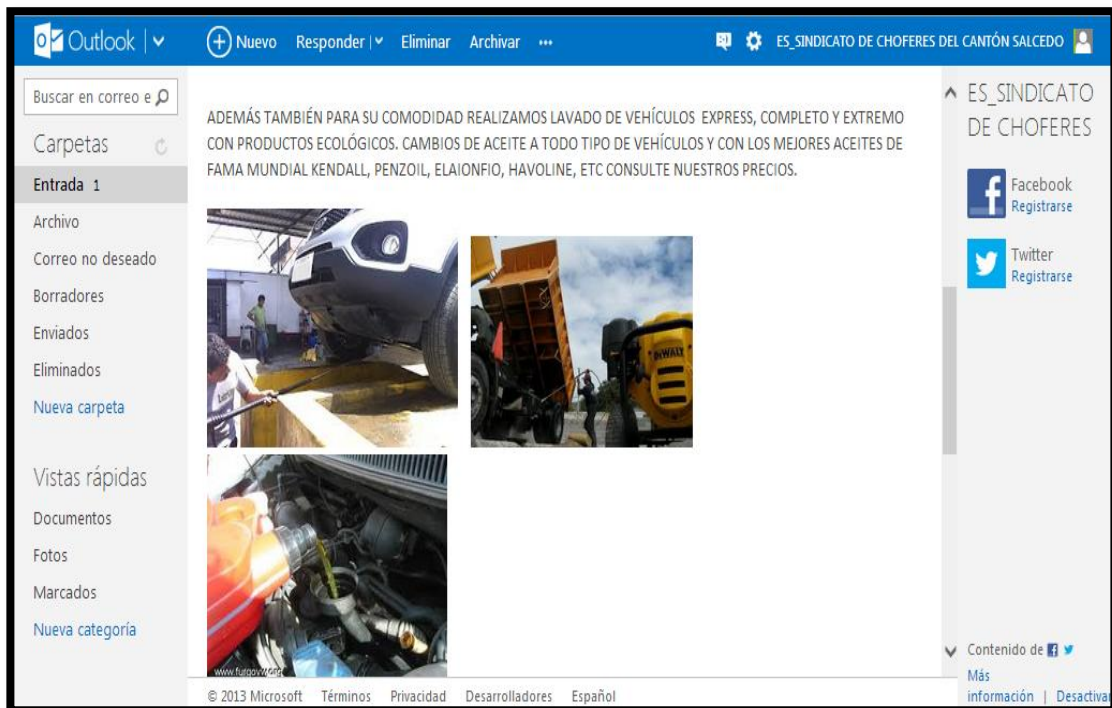 Outlook
Nuevo Responder Eliminar Archivar ...
ES_SINDICATO DE CHOFERES DEL CANTÓN SALCEDO
Buscar en correo e
Carpetas
Entrada 1
Archivo
Correo no deseado
Borradores
Enviados
Eliminados
Nueva carpeta
Vistas rápidas
Documentos
Fotos
Marcados
Nueva categoría
ADEMÁS TAMBIÉN PARA SU COMODIDAD REALIZAMOS LAVADO DE VEHÍCULOS EXPRESS, COMPLETO Y EXTREMO
CON PRODUCTOS ECOLÓGICOS. CAMBIOS DE ACEITE A TODO TIPO DE VEHÍCULOS Y CON LOS MEJORES ACEITES DE
FAMA MUNDIAL KENDALL, PENZOIL, ELAIONFIO, HAVOLINE, ETC CONSULTE NUESTROS PRECIOS.
DEWALT
www.furgovw.org
© 2013 Microsoft Términos Privacidad Desarrolladores Español
ES_SINDICATO
DE CHOFERES
Facebook
Registrarse
Twitter
Registrarse
Contenido de
Más
información | Desactivar